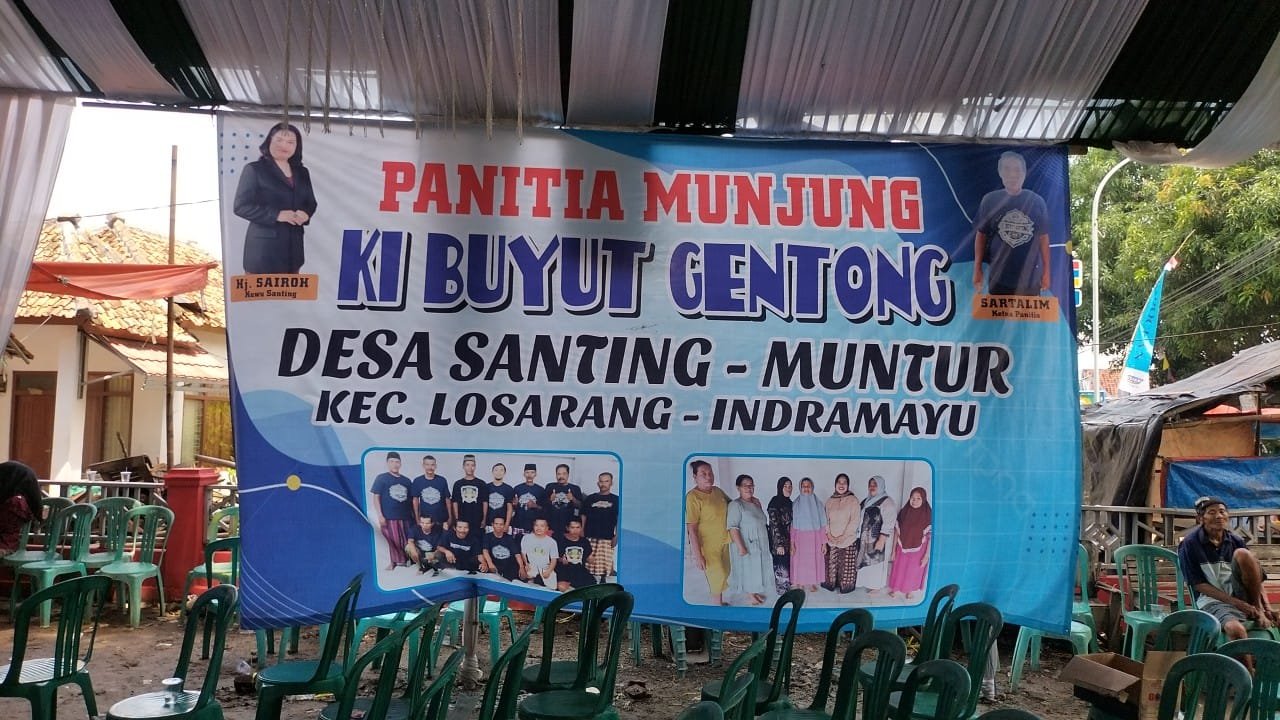 PANITIA MUNJUNG
KI BUYUT GENTONG
DESA SANTING - MUNTUR
KEC. LOSARANG - INDRAMAYU
Hj. SAIROH
Kuwu Santing
SARTALIM
Ketua Panitia